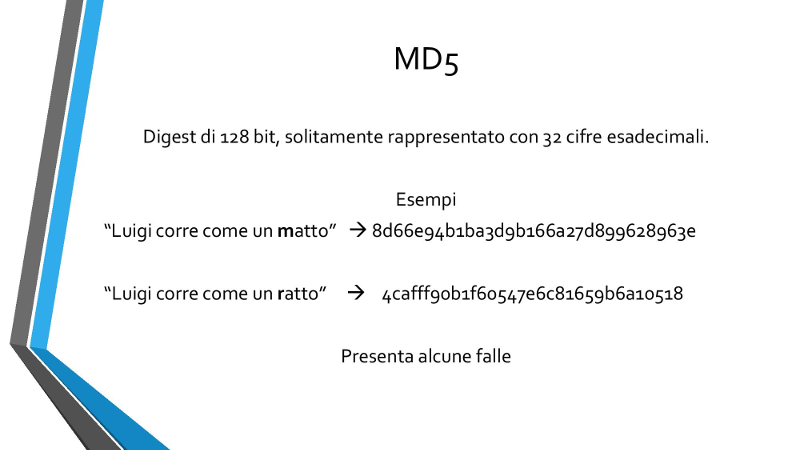 MD5
Digest di 128 bit, solitamente rappresentato con 32 cifre esadecimali.
Esempi
“Luigi corre come un matto” → 8d66e94b1ba3d9b166a27d899628963e
“Luigi corre come un ratto” → 4cafff90b1f60547e6c81659b6a10518
Presenta alcune falle